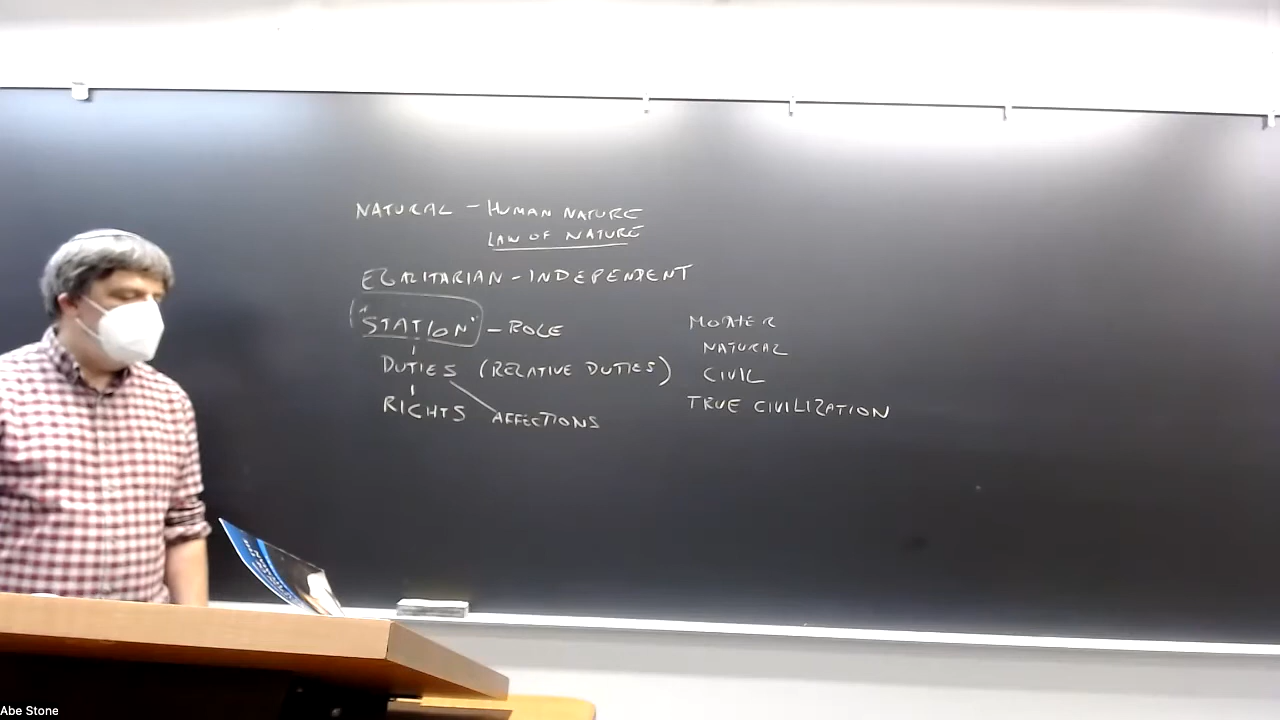 NATURAL - HUMAN NATURE
LAW OF NATURE
EGALITARIAN - INDEPENDENT
"STATION" - ROLE
DUTIES (RELATIVE DUTIES)
RIGHTS AFFECTIONS
MOTHER
NATURAL
CIVIL
TRUE CIVILIZATION
Abe Stone